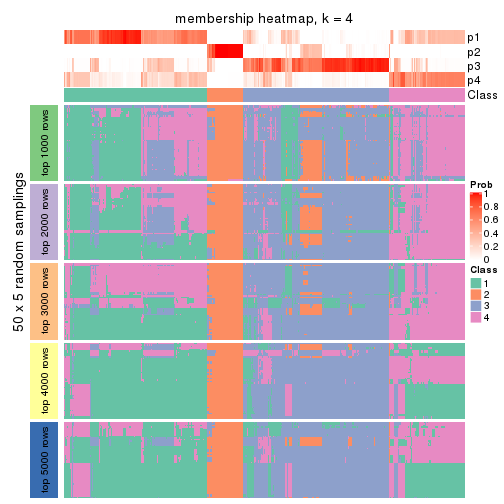 membership heatmap, k = 4
p1
p2
p3
p4
Class
50 x 5 random samplings
top 1000 rows
top 2000 rows
top 3000 rows
top 4000 rows
top 5000 rows
Prob
1
0.8
0.6
0.4
0.2
0
Class
1
2
3
4